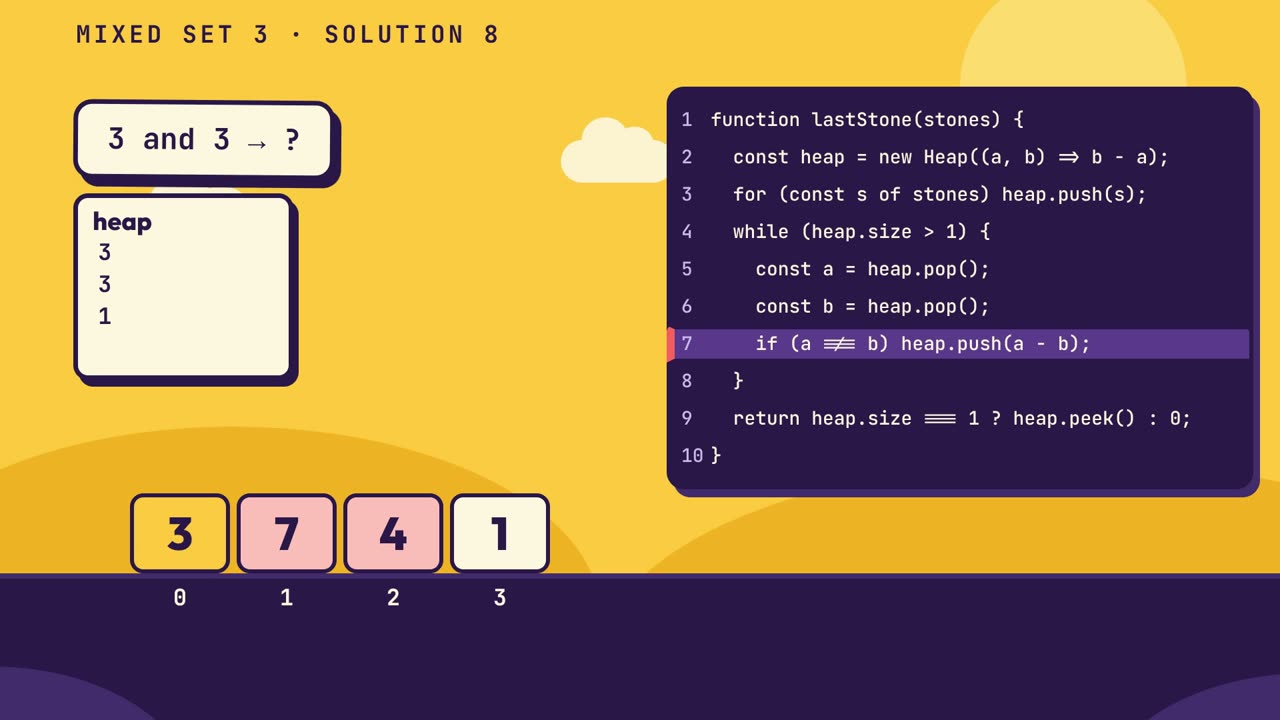 MIXED SET 3 · SOLUTION 8
3 and 3 → ?
heap
3
3
1
1 function lastStone(stones) {
2 const heap = new Heap((a, b) => b - a);
3 for (const s of stones) heap.push(s);
4 while (heap.size > 1) {
5 const a = heap.pop();
6 const b = heap.pop();
7 if (a !== b) heap.push(a - b);
8 }
9 return heap.size === 1 ? heap.peek() : 0;
10 }
3 7 4 1
0 1 2 3